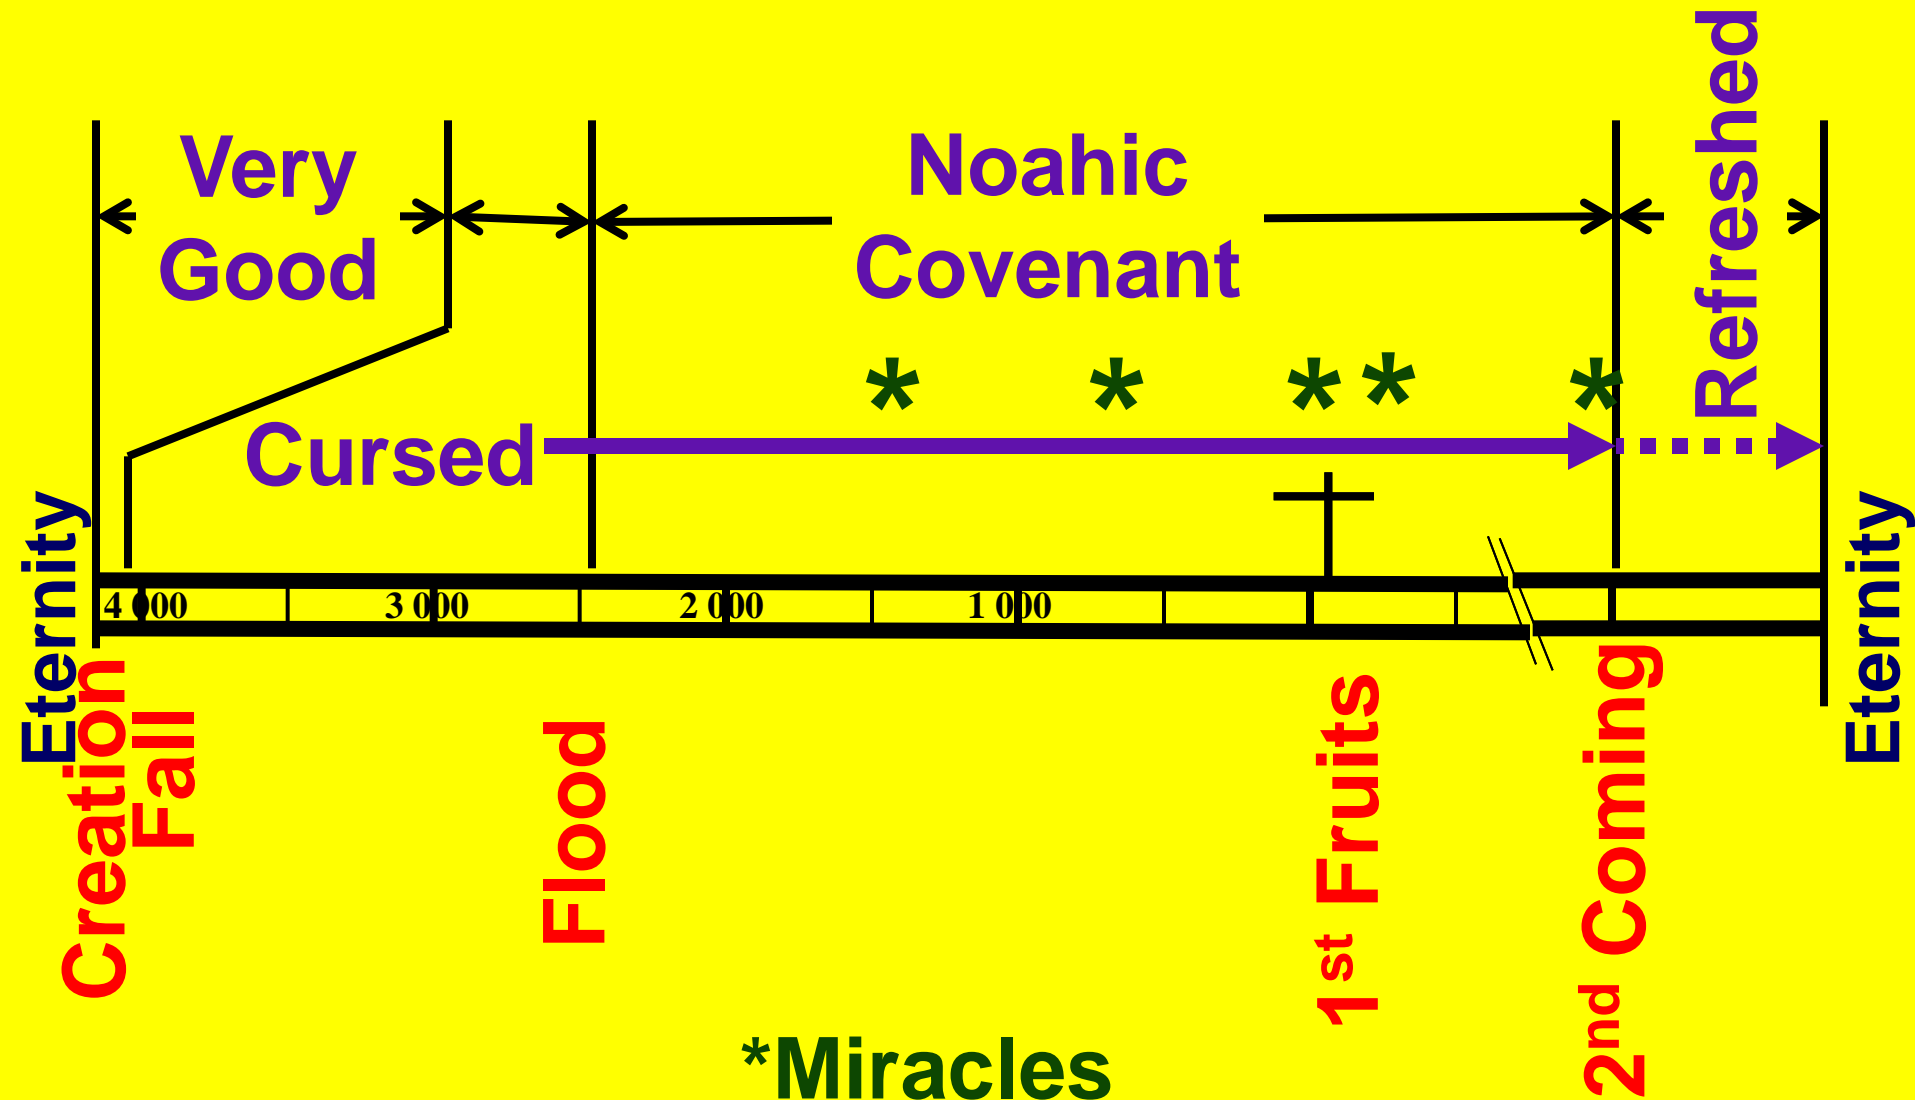 Very
Good
Noahic
Covenant
Refreshed
* * * * *
Cursed
Eternity
4 000 3 000 2 000 1 000
Eternity
Creation
Fall
Flood
1st Fruits
2nd Coming
*Miracles